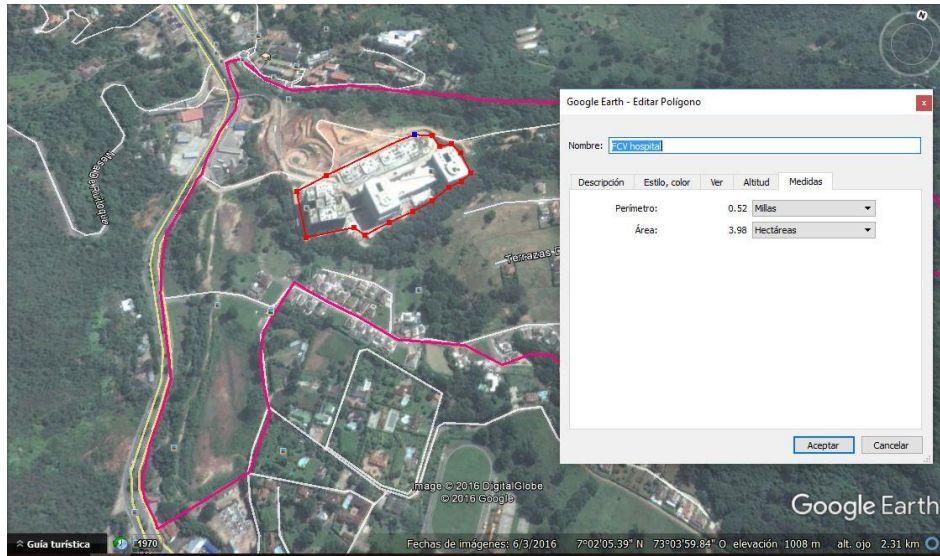 Google Earth - Editar Polígono
x
Nombre: FCV hospital
Descripción Estilo, color Ver Altitud Medidas
Perímetro: 0.52 Millas
Área: 3.98 Hectáreas
Aceptar Cancelar
N
Terrazas
Image © 2016 DigitalGlobe
© 2016 Google
Google Earth
Guía turística 1970 Fechas de imágenes: 6/3/2016 7°02'05.39" N 73°03'59.84" O elevación 1008 m alt. ojo 2.31 km